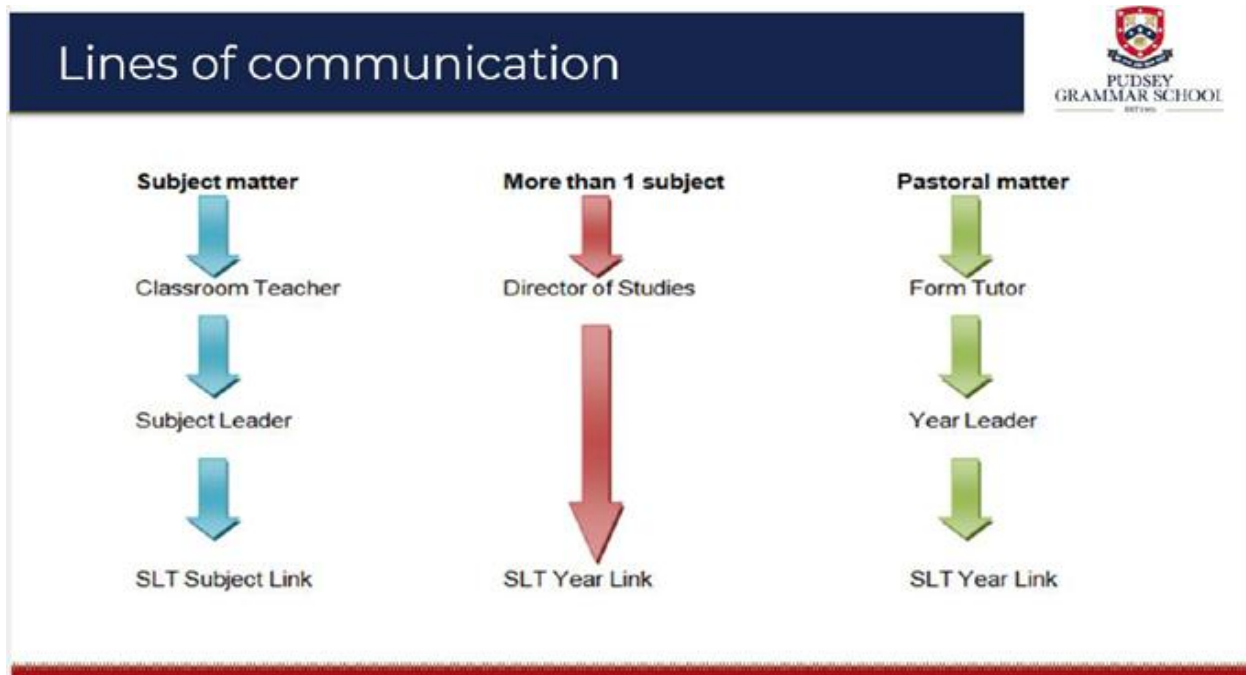 Lines of communication
PUDSEY
GRAMMAR SCHOOL
Subject matter
More than 1 subject
Pastoral matter
Classroom Teacher
Director of Studies
Form Tutor
Subject Leader
Year Leader
SLT Subject Link
SLT Year Link
SLT Year Link